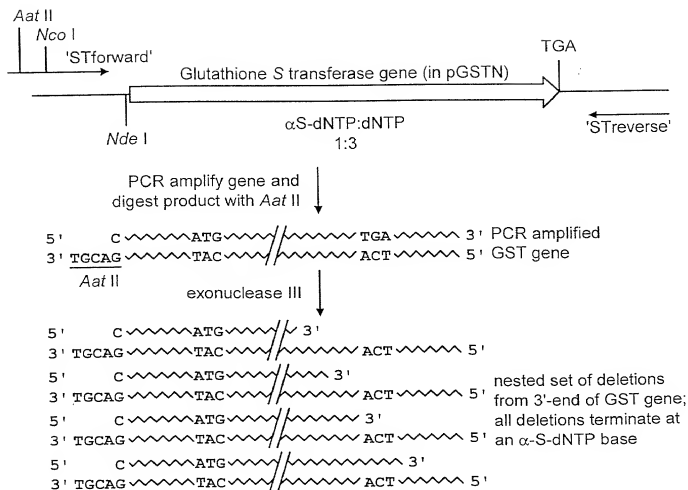 Aat II
Nco I
'STforward'
TGA
Glutathione S transferase gene (in pGSTN)
Nde I
αS-dNTP:dNTP
1:3
'STreverse'
PCR amplify gene and
digest product with Aat II
5' C ATG TGA 3' PCR amplified
3' TGCAG TAC ACT 5' GST gene
Aat II
exonuclease III
5' C ATG 3'
3' TGCAG TAC ACT 5'
5' C ATG 3'
3' TGCAG TAC ACT 5'
5' C ATG 3'
3' TGCAG TAC ACT 5'
5' C ATG 3'
3' TGCAG TAC ACT 5'
nested set of deletions
from 3'-end of GST gene;
all deletions terminate at
an α-S-dNTP base